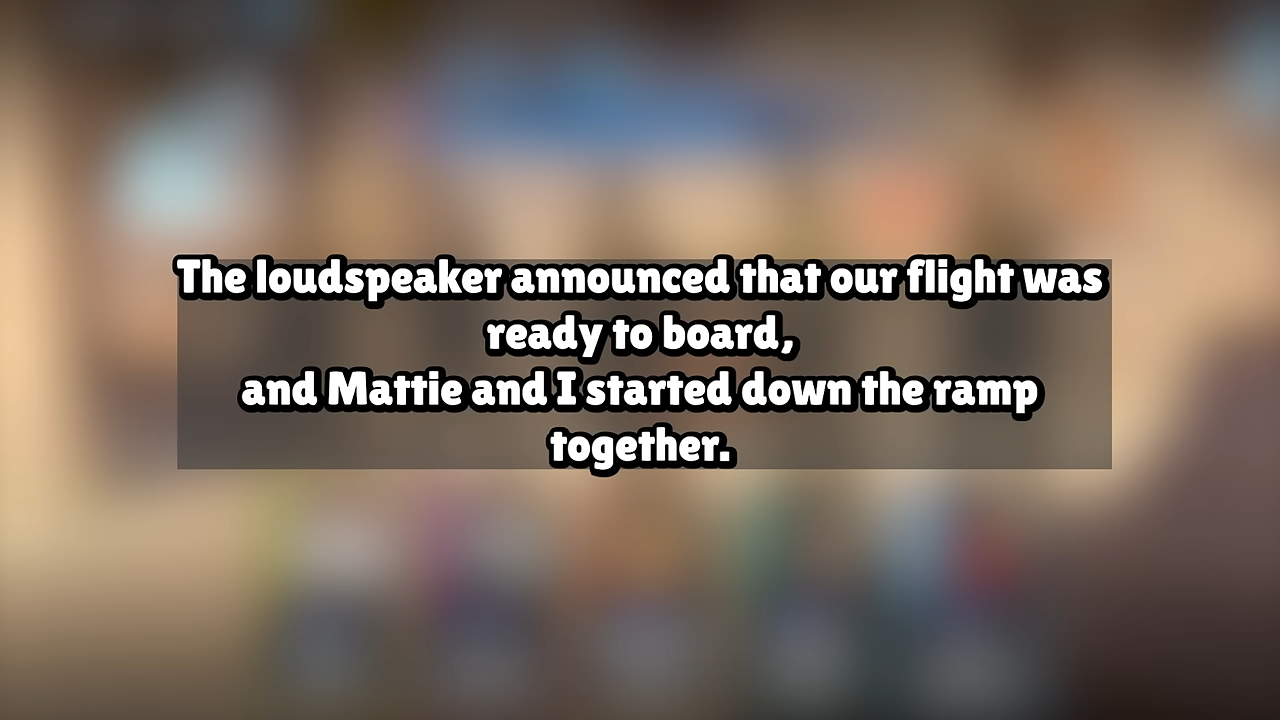 The loudspeaker announced that our flight was
ready to board,
and Mattie and I started down the ramp
together.